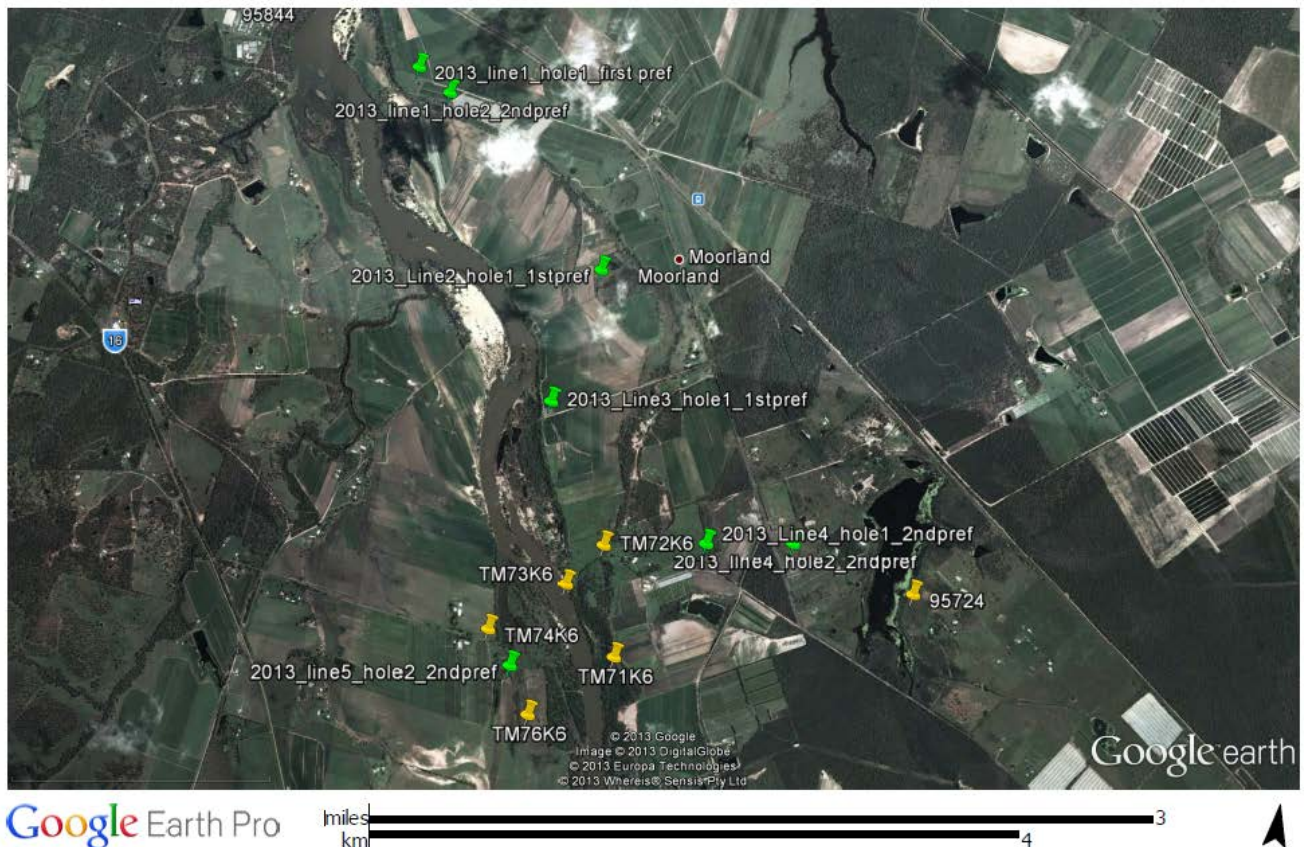 95844
2013_line1_hole1_first pref
2013_line1_hole2_2ndpref
Moorland
2013_Line2_hole1_1stpref
Moorland
16
2013_Line3_hole1_1stpref
2013_Line4_hole1_2ndpref
TM72K6
2013_line4_hole2_2ndpref
TM73K6
95724
TM74K6
2013_line5_hole2_2ndpref
TM71K6
TM76K6
© 2013 Google
Image © 2013 DigitalGlobe
© 2013 Europa Technologies
© 2013 Whereis® Sensis Pty Ltd
Google earth
Google Earth Pro
miles
3
km
4